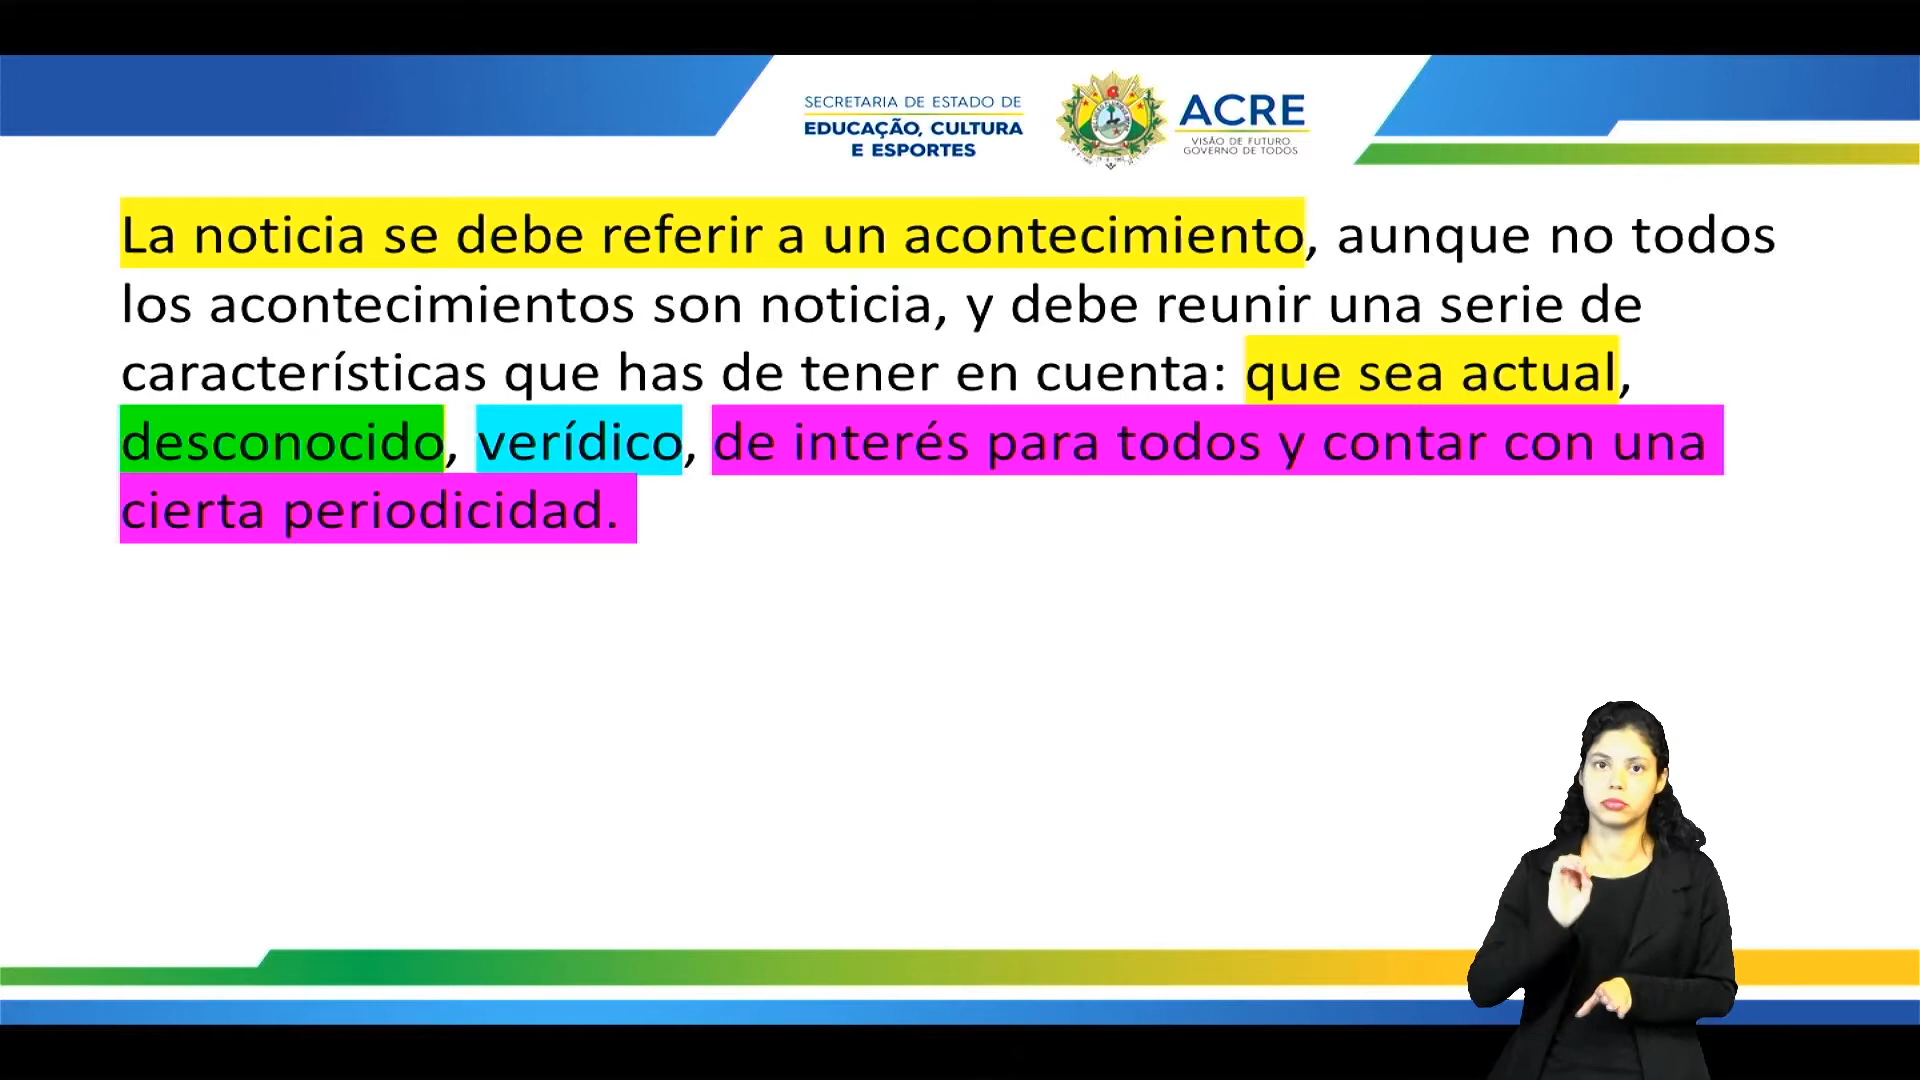 SECRETARIA DE ESTADO DE
EDUCAÇÃO, CULTURA
E ESPORTES
ACRE
VISÃO DE FUTURO
GOVERNO DE TODOS
La noticia se debe referir a un acontecimiento, aunque no todos
los acontecimientos son noticia, y debe reunir una serie de
características que has de tener en cuenta: que sea actual,
desconocido, verídico, de interés para todos y contar con una
cierta periodicidad.